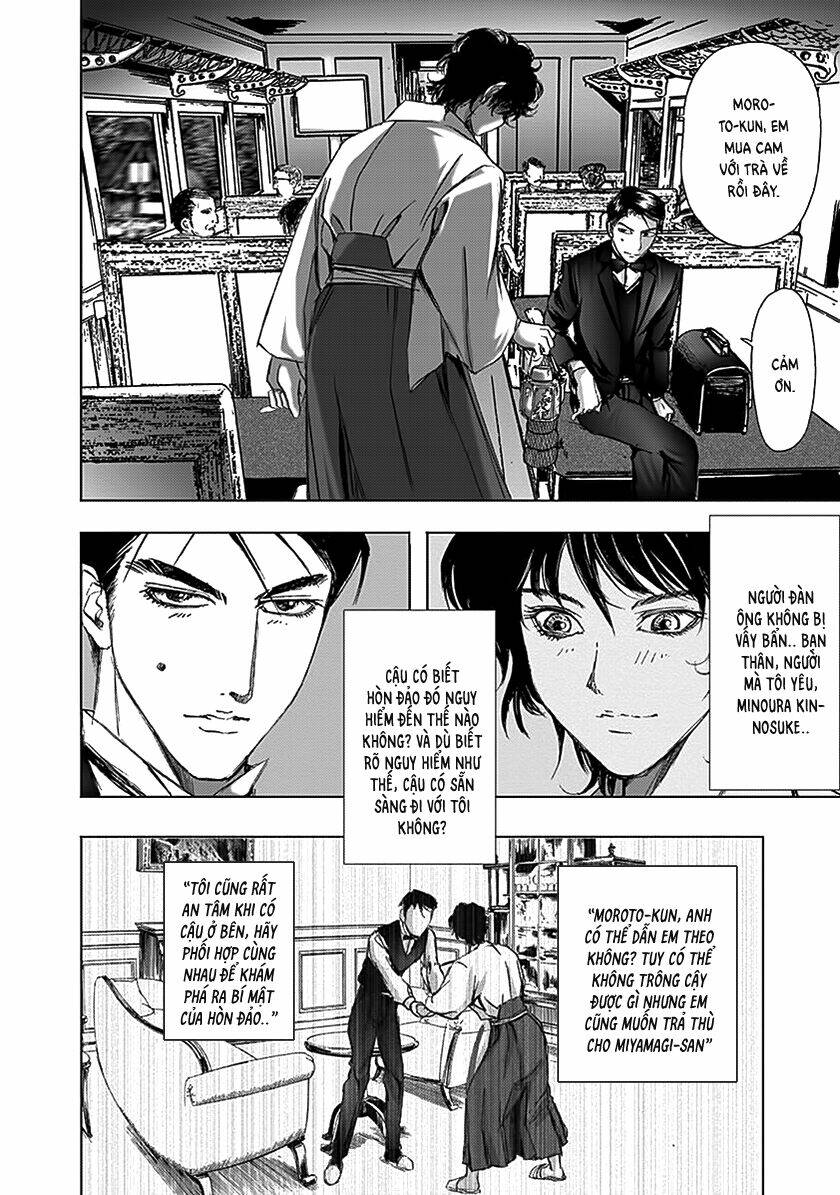 MORO-
TO-KUN, EM
MUA CAM
VỚI TRÀ VỀ
RỒI ĐÂY.
CẢM
ƠN.
NGƯỜI ĐÀN
ÔNG KHÔNG BỊ
VẤY BẨN.. BẠN
THÂN, NGƯỜI
MÀ TÔI YÊU,
MINOURA KIN-
NOSUKE..
CẬU CÓ BIẾT
HÒN ĐẢO ĐÓ NGUY
HIỂM ĐẾN THẾ NÀO
KHÔNG? VÀ DÙ BIẾT
RÕ NGUY HIỂM NHƯ
THẾ, CẬU CÓ SẴN
SÀNG ĐI VỚI TÔI
KHÔNG?
"MOROTO-KUN, ANH
CÓ THỂ DẪN EM THEO
KHÔNG? TUY CÓ THỂ
KHÔNG TRÔNG CẬY
ĐƯỢC GÌ NHƯNG EM
CŨNG MUỐN TRẢ THÙ
CHO MIYAMAGI-SAN"
"TÔI CŨNG RẤT
AN TÂM KHI CÓ
CẬU Ở BÊN, HÃY
PHỐI HỢP CÙNG
NHAU ĐỂ KHÁM
PHÁ RA BÍ MẬT
CỦA HÒN ĐẢO.."